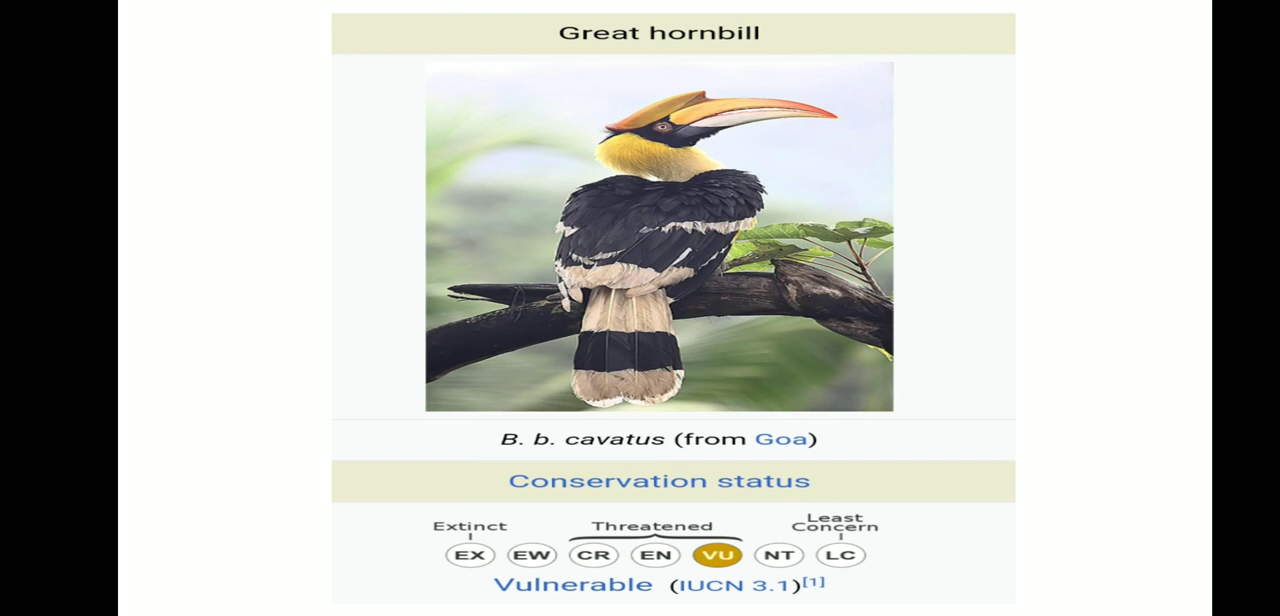 Great hornbill
B. b. cavatus (from Goa)
Conservation status
Extinct Threatened Least Concern
EX EW CR EN VU NT LC
Vulnerable (IUCN 3.1)[1]